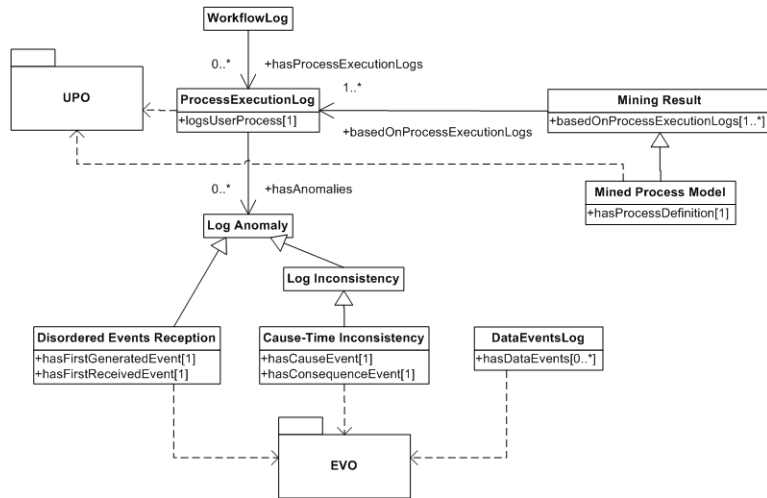 WorkflowLog
0..*
+hasProcessExecutionLogs
UPO
ProcessExecutionLog
+logsUserProcess[1]
1..*
+basedOnProcessExecutionLogs
Mining Result
+basedOnProcessExecutionLogs[1..*]
Mined Process Model
+hasProcessDefinition[1]
0..*
+hasAnomalies
Log Anomaly
Log Inconsistency
Disordered Events Reception
+hasFirstGeneratedEvent[1]
+hasFirstReceivedEvent[1]
Cause-Time Inconsistency
+hasCauseEvent[1]
+hasConsequenceEvent[1]
DataEventsLog
+hasDataEvents[0..*]
EVO